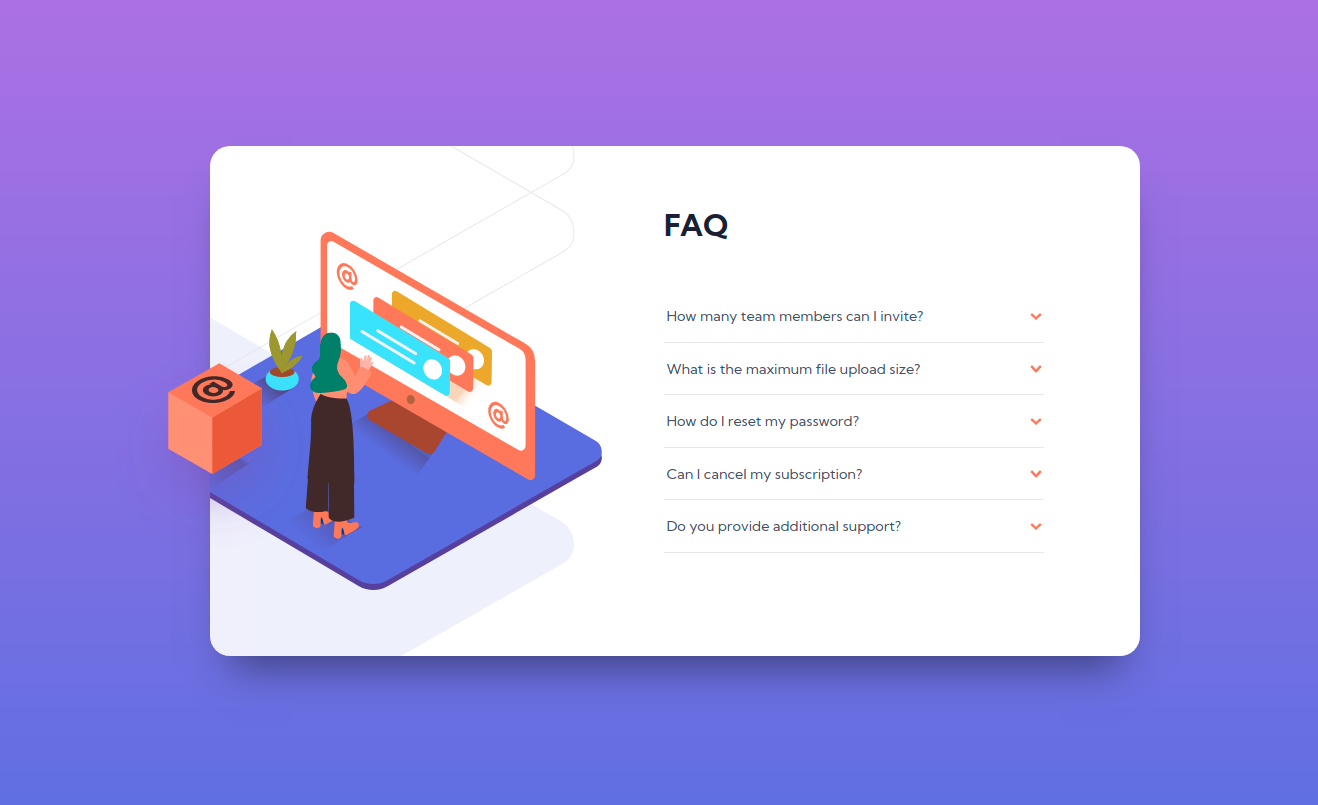 FAQ
How many team members can I invite?
What is the maximum file upload size?
How do I reset my password?
Can I cancel my subscription?
Do you provide additional support?
@
@
@